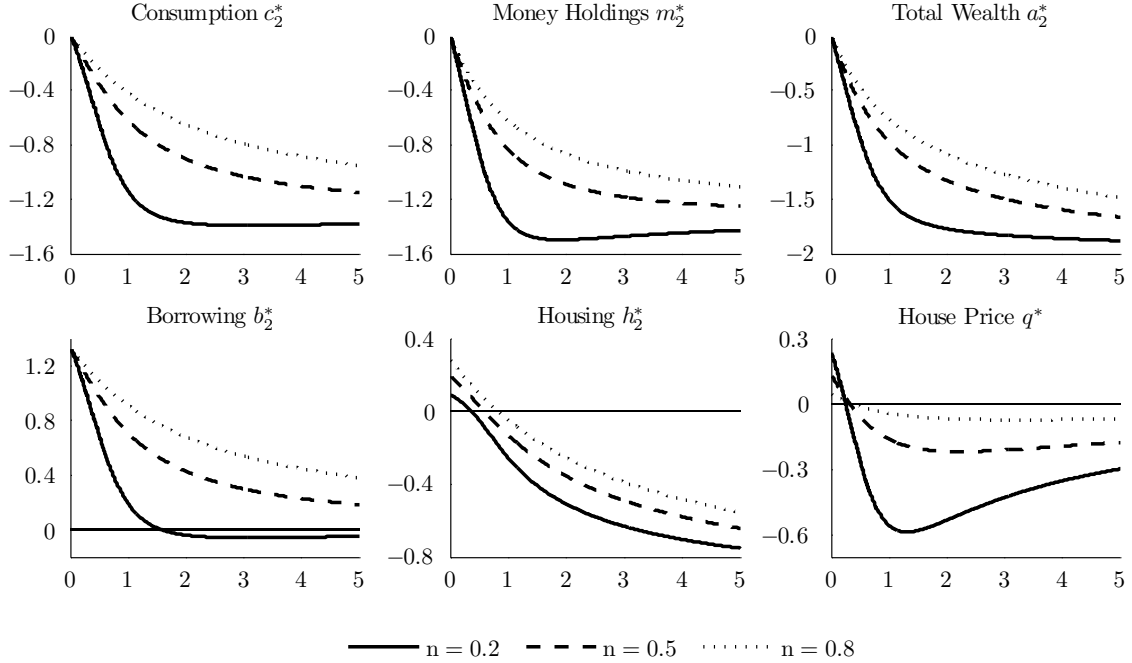 Consumption c₂* Money Holdings m₂* Total Wealth a₂*
0 0 0
−0.4 −0.4 −0.5
−0.8 −0.8 −1
−1.2 −1.2 −1.5
−1.6 −1.6 −2
0 1 2 3 4 5 0 1 2 3 4 5 0 1 2 3 4 5
Borrowing b₂* Housing h₂* House Price q*
1.2 0.4 0.3
0.8 0 0
0.4 −0.4 −0.3
0 −0.8 −0.6
0 1 2 3 4 5 0 1 2 3 4 5 0 1 2 3 4 5
n = 0.2 n = 0.5 n = 0.8